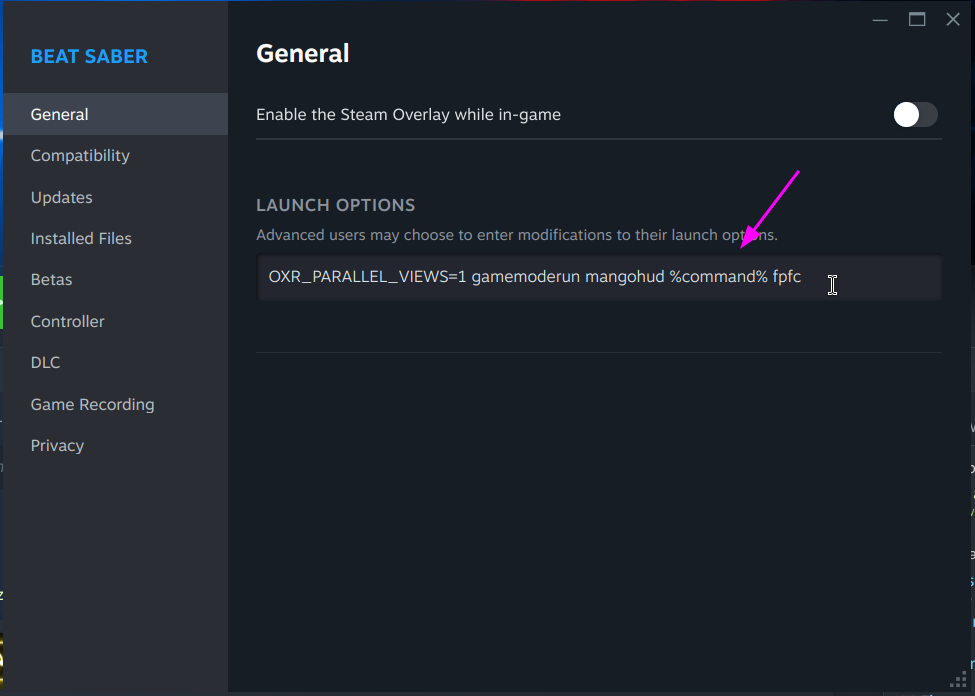 BEAT SABER
General
Compatibility
Updates
Installed Files
Betas
Controller
DLC
Game Recording
Privacy
General
Enable the Steam Overlay while in-game
LAUNCH OPTIONS
Advanced users may choose to enter modifications to their launch options.
OXR_PARALLEL_VIEWS=1 gamemoderun mangohud %command% fpfc